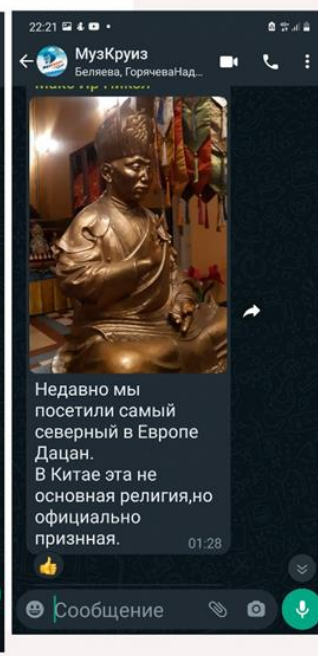 22:21
МузКруиз
Беляева, ГорячеваНад...
Недавно мы
посетили самый
северный в Европе
Дацан.
В Китае эта не
основная религия,но
официально
признная.
01:28
Сообщение